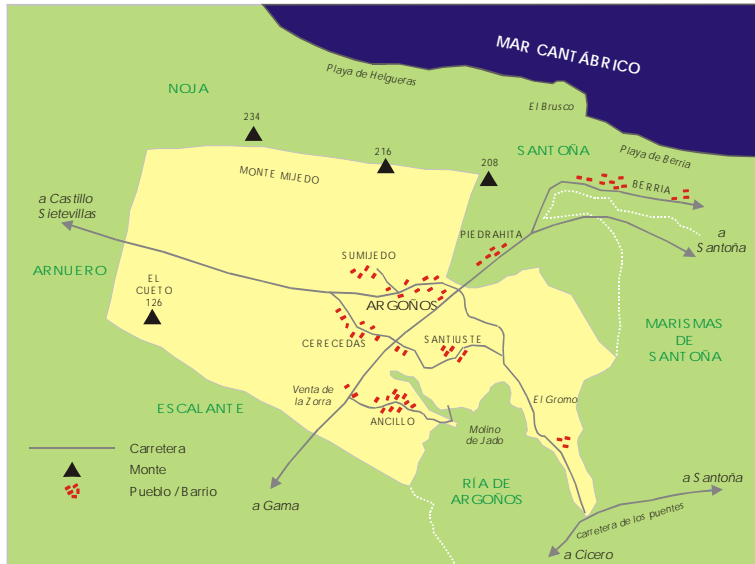 MAR CANTÁBRICO
Playa de Helgueras
NOJA
El Brusco
234
SANTOÑA
Playa de Berria
216
208
MONTE MIJEDO
BERRIA
a Castillo
Sietevillas
a
Santoña
PIEDRAHITA
SUMIJEDO
ARNUERO
EL
CUETO
126
ARGOÑOS
MARISMAS
DE
SANTOÑA
CERECEDAS
SANTIUSTE
Venta de
la Zorra
El Gromo
ESCALANTE
ANCILLO
Molino
de Jado
Carretera
Monte
Pueblo / Barrio
a Gama
RÍA DE
ARGOÑOS
a Santoña
carretera de los puentes
a Cicero